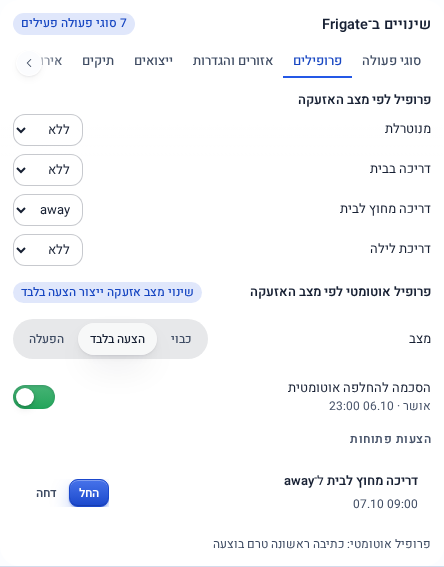 שינויים ב־Frigate
7 סוגי פעולה פעילים
סוגי פעולה פרופילים אזורים והגדרות ייצואים תיקים
פרופיל לפי מצב האזעקה
מנוטרלת ללא
דריכה בבית ללא
דריכה מחוץ לבית away
דריכת לילה ללא
פרופיל אוטומטי לפי מצב האזעקה
שינוי מצב אזעקה ייצור הצעה בלבד
מצב כבוי הצעה בלבד הפעלה
הסכמה להחלפה אוטומטית
אושר · 06.10 23:00
הצעות פתוחות
דריכה מחוץ לבית ל־away
07.10 09:00
החל דחה
פרופיל אוטומטי: כתיבה ראשונה טרם בוצעה